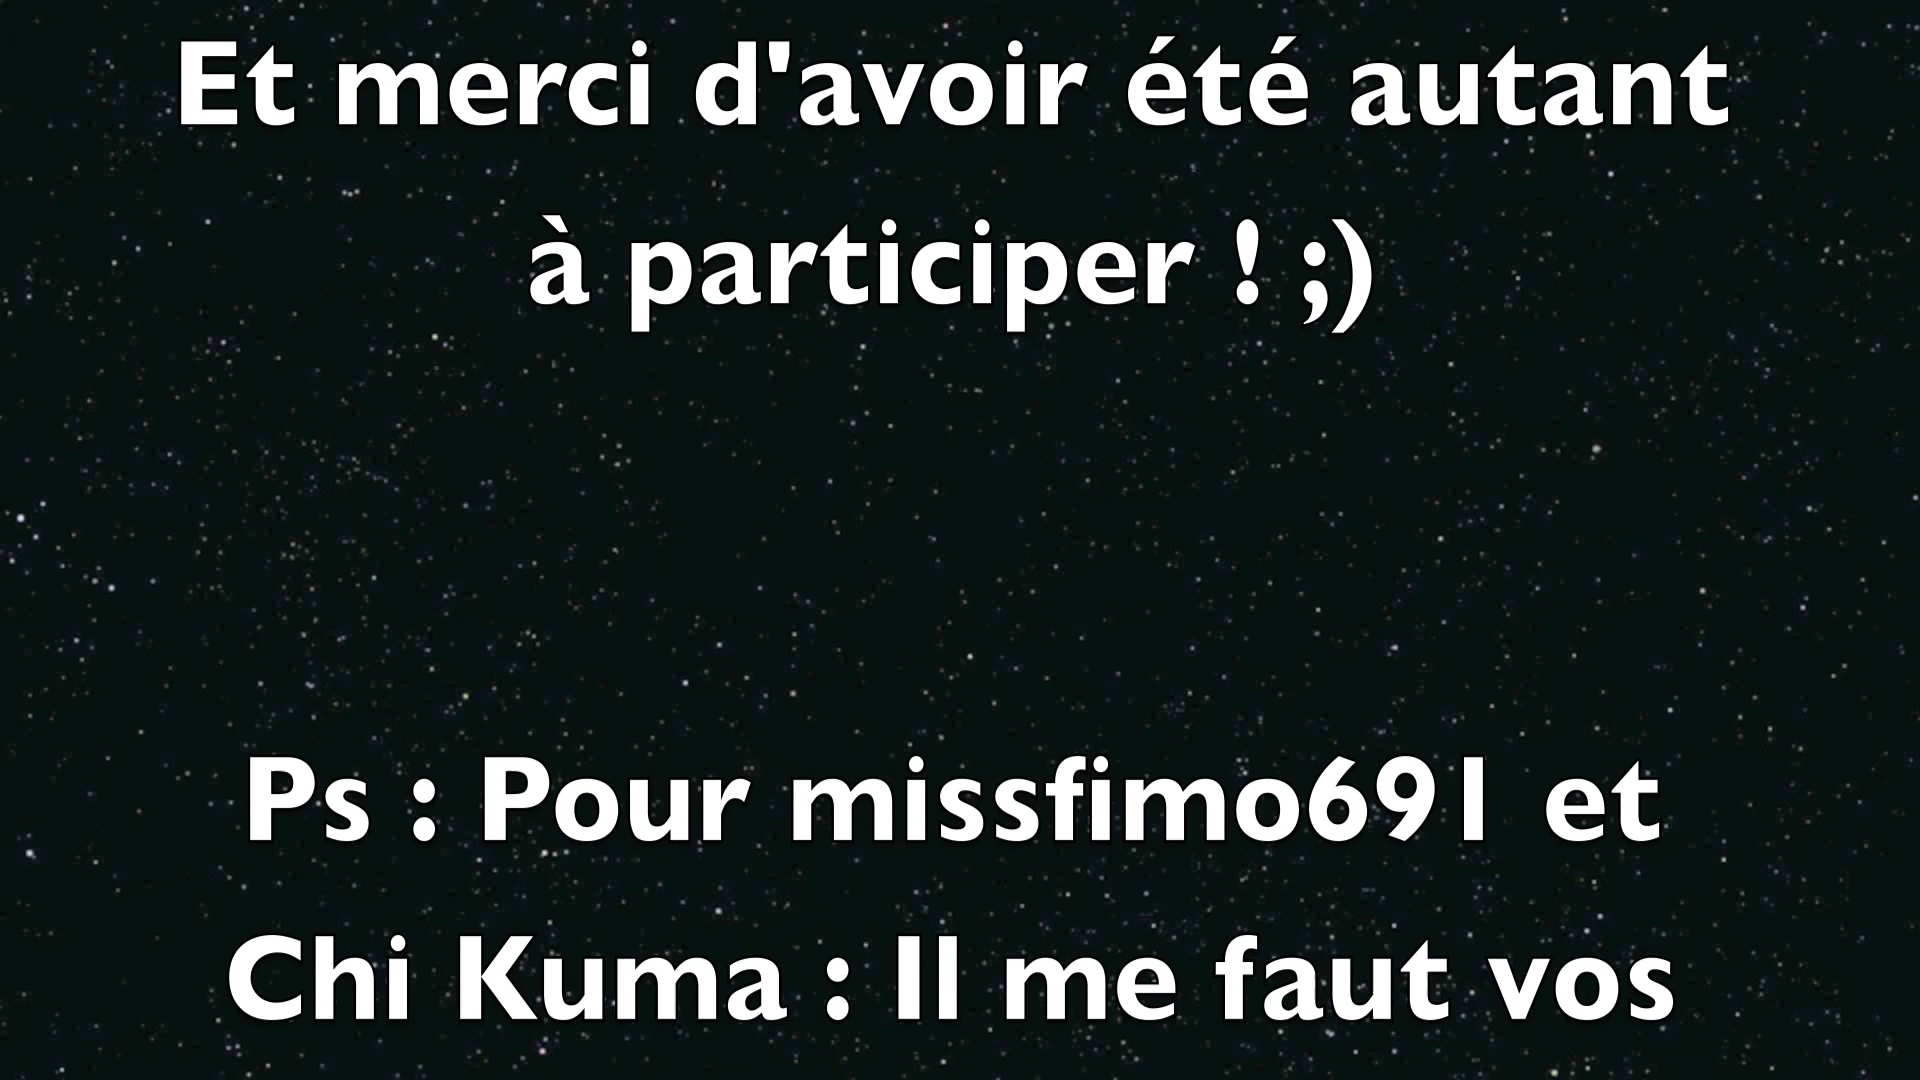 Et merci d'avoir été autant
à participer ! ;)
Ps : Pour missfimo691 et
Chi Kuma : Il me faut vos